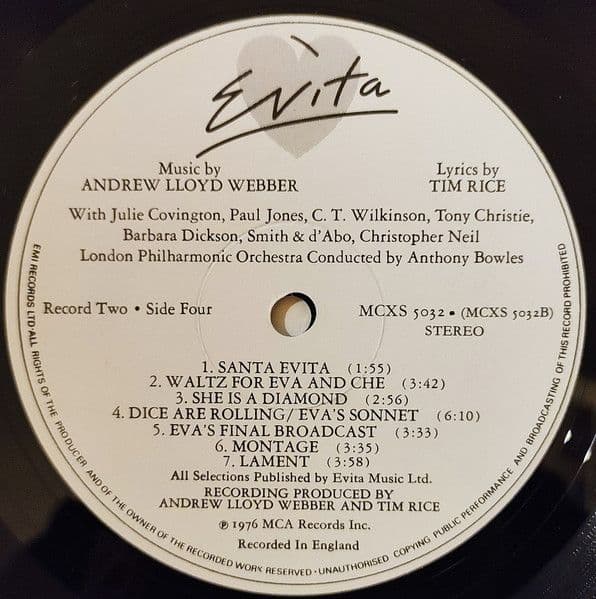 Evita
Music by
ANDREW LLOYD WEBBER
Lyrics by
TIM RICE
With Julie Covington, Paul Jones, C. T. Wilkinson, Tony Christie,
Barbara Dickson, Smith & d'Abo, Christopher Neil
London Philharmonic Orchestra Conducted by Anthony Bowles
Record Two • Side Four
MCXS 5032 • (MCXS 5032B)
STEREO
1. SANTA EVITA (1:55)
2. WALTZ FOR EVA AND CHE (3:42)
3. SHE IS A DIAMOND (2:56)
4. DICE ARE ROLLING/EVA'S SONNET (6:10)
5. EVA'S FINAL BROADCAST (3:33)
6. MONTAGE (3:35)
7. LAMENT (3:58)
All Selections Published by Evita Music Ltd.
RECORDING PRODUCED BY
ANDREW LLOYD WEBBER AND TIM RICE
℗ 1976 MCA Records Inc.
Recorded In England
EMI RECORDS LTD•ALL RIGHTS OF THE PRODUCER AND OF THE OWNER OF THE RECORDED WORK RESERVED • UNAUTHORISED COPYING PUBLIC PERFORMANCE AND BROADCASTING OF THIS RECORD PROHIBITED